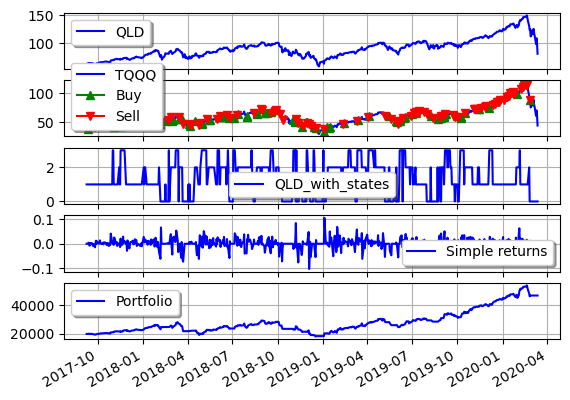 150
QLD
100
TQQQ
100
Buy
50
Sell
2
QLD_with_states
0
0.1
0.0
Simple returns
−0.1
Portfolio
40000
20000
2017-10 2018-01 2018-04 2018-07 2018-10 2019-01 2019-04 2019-07 2019-10 2020-01 2020-04